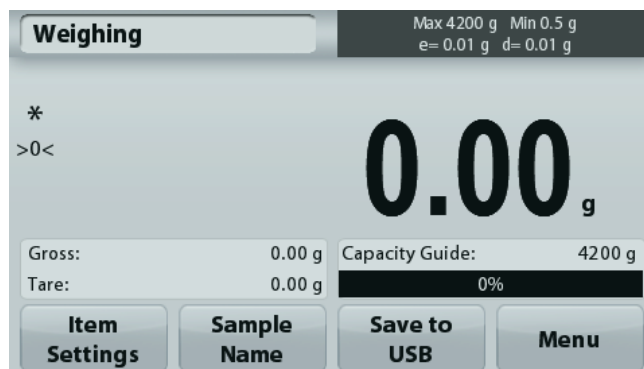 Weighing
Max 4200 g Min 0.5 g
e= 0.01 g d= 0.01 g
*
>0<
0.00 g
Gross: 0.00 g
Tare: 0.00 g
Capacity Guide: 4200 g
0%
Item
Settings
Sample
Name
Save to
USB
Menu